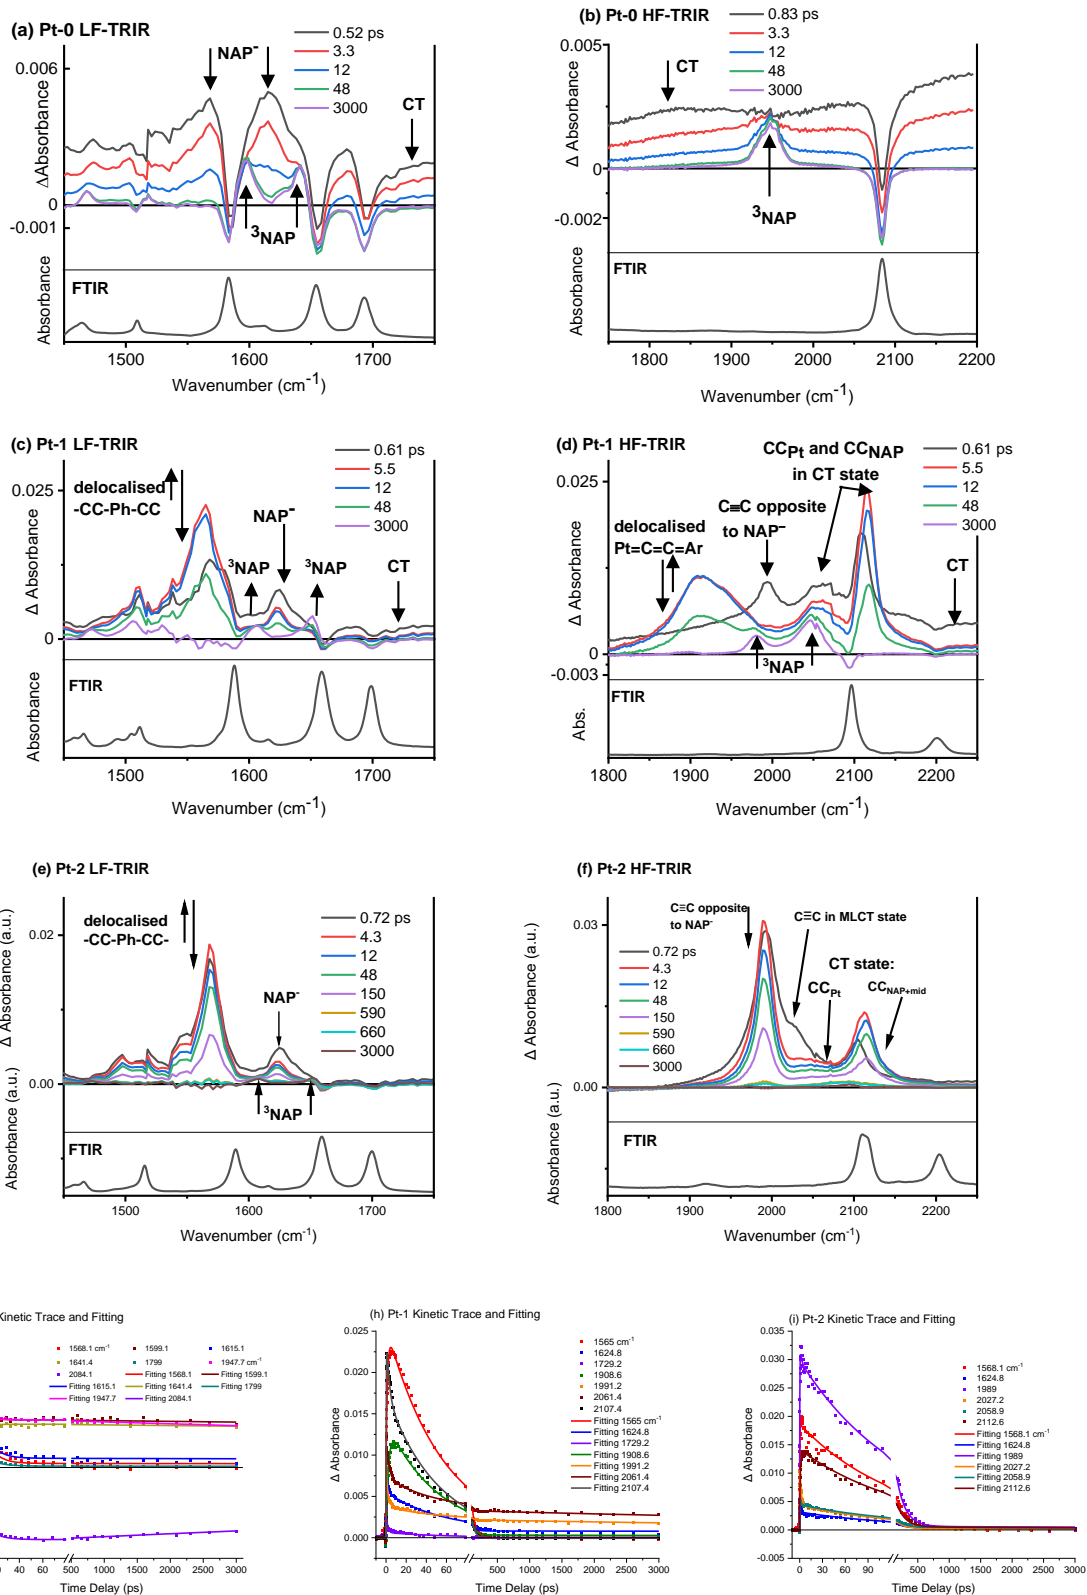 (a) Pt-0 LF-TRIR
NAP-
0.52 ps
3.3
12
48
3000
CT
3NAP
0.006
0
-0.001
ΔAbsorbance
FTIR
Absorbance
1500 1600 1700
Wavenumber (cm-1)
(b) Pt-0 HF-TRIR
0.83 ps
3.3
12
48
3000
CT
3NAP
0.005
0.000
-0.002
Δ Absorbance
FTIR
Absorbance
1800 1900 2000 2100 2200
Wavenumber (cm-1)
(c) Pt-1 LF-TRIR
0.61 ps
5.5
12
48
3000
delocalised
-CC-Ph-CC
NAP-
3NAP
3NAP
CT
0.025
0
Δ Absorbance
FTIR
Absorbance
1500 1600 1700
Wavenumber (cm-1)
(d) Pt-1 HF-TRIR
CCPt and CCNAP
in CT state
0.61 ps
5.5
12
48
3000
C≡C opposite
to NAP−
delocalised
Pt=C=C=Ar
CT
3NAP
0.025
0
-0.003
Δ Absorbance
FTIR
Abs.
1800 1900 2000 2100 2200
Wavenumber (cm-1)
(e) Pt-2 LF-TRIR
delocalised
-CC-Ph-CC-
0.72 ps
4.3
12
48
150
590
660
3000
NAP-
3NAP
0.02
0.00
Δ Absorbance (a.u.)
FTIR
Absorbance (a.u.)
1500 1600 1700
Wavenumber (cm-1)
(f) Pt-2 HF-TRIR
C≡C opposite
to NAP-
C≡C in MLCT state
CT state:
CCPt
CCNAP+mid
0.72 ps
4.3
12
48
150
590
660
3000
0.03
0.00
Δ Absorbance (a.u.)
FTIR
Absorbance (a.u.)
1800 1900 2000 2100 2200
Wavenumber (cm-1)
Kinetic Trace and Fitting
1568.1 cm-1 1599.1 1615.1
1641.4 1799 1947.7 cm-1
2084.1 Fitting 1568.1 Fitting 1599.1
Fitting 1615.1 Fitting 1641.4 Fitting 1799
Fitting 1947.7 Fitting 2084.1
20 40 60 500 1000 1500 2000 2500 3000
Time Delay (ps)
(h) Pt-1 Kinetic Trace and Fitting
1565 cm-1
1624.8
1729.2
1908.6
1991.2
2061.4
2107.4
Fitting 1565 cm-1
Fitting 1624.8
Fitting 1729.2
Fitting 1908.6
Fitting 1991.2
Fitting 2061.4
Fitting 2107.4
0.025
0.020
0.015
0.010
0.005
0.000
Δ Absorbance
0 20 40 60 500 1000 1500 2000 2500 3000
Time Delay (ps)
(i) Pt-2 Kinetic Trace and Fitting
1568.1 cm-1
1624.8
1989
2027.2
2058.9
2112.6
Fitting 1568.1 cm-1
Fitting 1624.8
Fitting 1989
Fitting 2027.2
Fitting 2058.9
Fitting 2112.6
0.035
0.030
0.025
0.020
0.015
0.010
0.005
0.000
-0.005
Δ Absorbance
0 30 60 90 500 1000 1500 2000 2500 3000
Time Delay (ps)